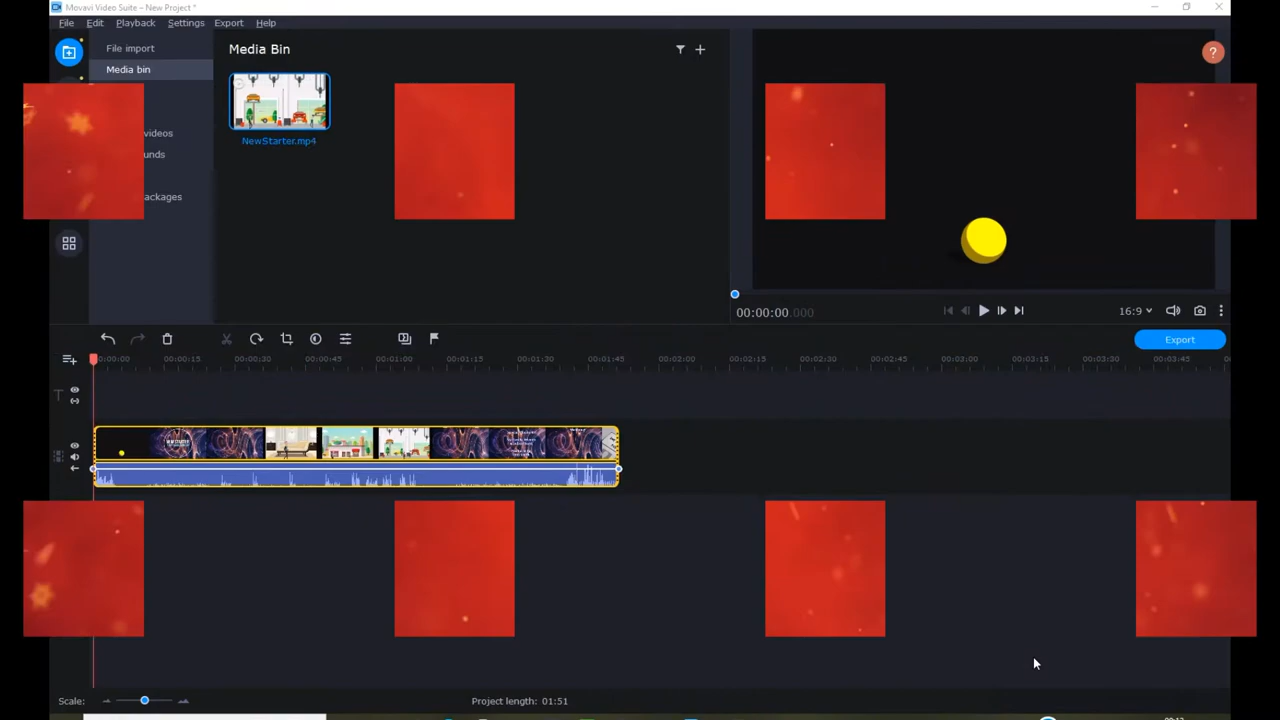 Movavi Video Suite – New Project *
File Edit Playback Settings Export Help
File import
Media bin
videos
unds
ackages
Media Bin
NewStarter.mp4
?
00:00:00.000
16:9
Export
00:00:00 00:00:15 00:00:30 00:00:45 00:01:00 00:01:15 00:01:30 00:01:45 00:02:00 00:02:15 00:02:30 00:02:45 00:03:00 00:03:15 00:03:30 00:03:45
Scale:
Project length: 01:51